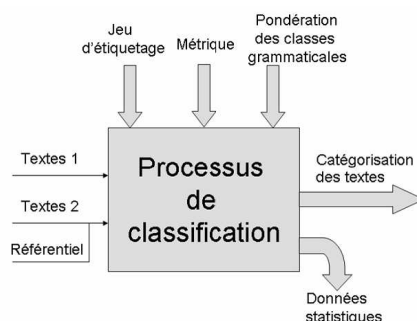 Jeu
d'étiquetage
Métrique
Pondération
des classes
grammaticales
Textes 1
Textes 2
Référentiel
Processus
de
classification
Catégorisation
des textes
Données
statistiques